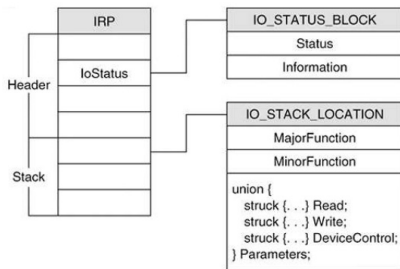 IRP
IoStatus
Header
Stack
IO_STATUS_BLOCK
Status
Information
IO_STACK_LOCATION
MajorFunction
MinorFunction
union {
struck {. . .} Read;
struck {. . .} Write;
struck {. . .} DeviceControl;
} Parameters;